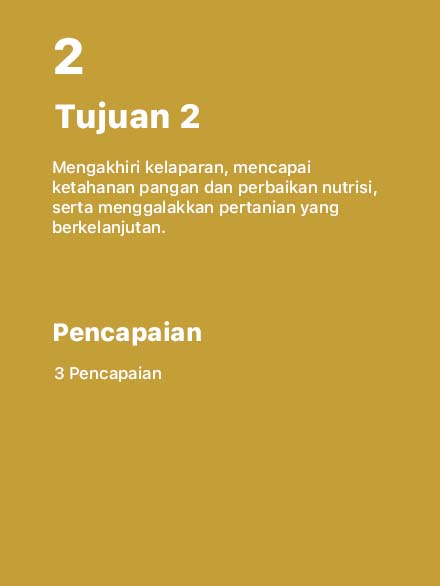 2
Tujuan 2
Mengakhiri kelaparan, mencapai
ketahanan pangan dan perbaikan nutrisi,
serta menggalakkan pertanian yang
berkelanjutan.
Pencapaian
3 Pencapaian